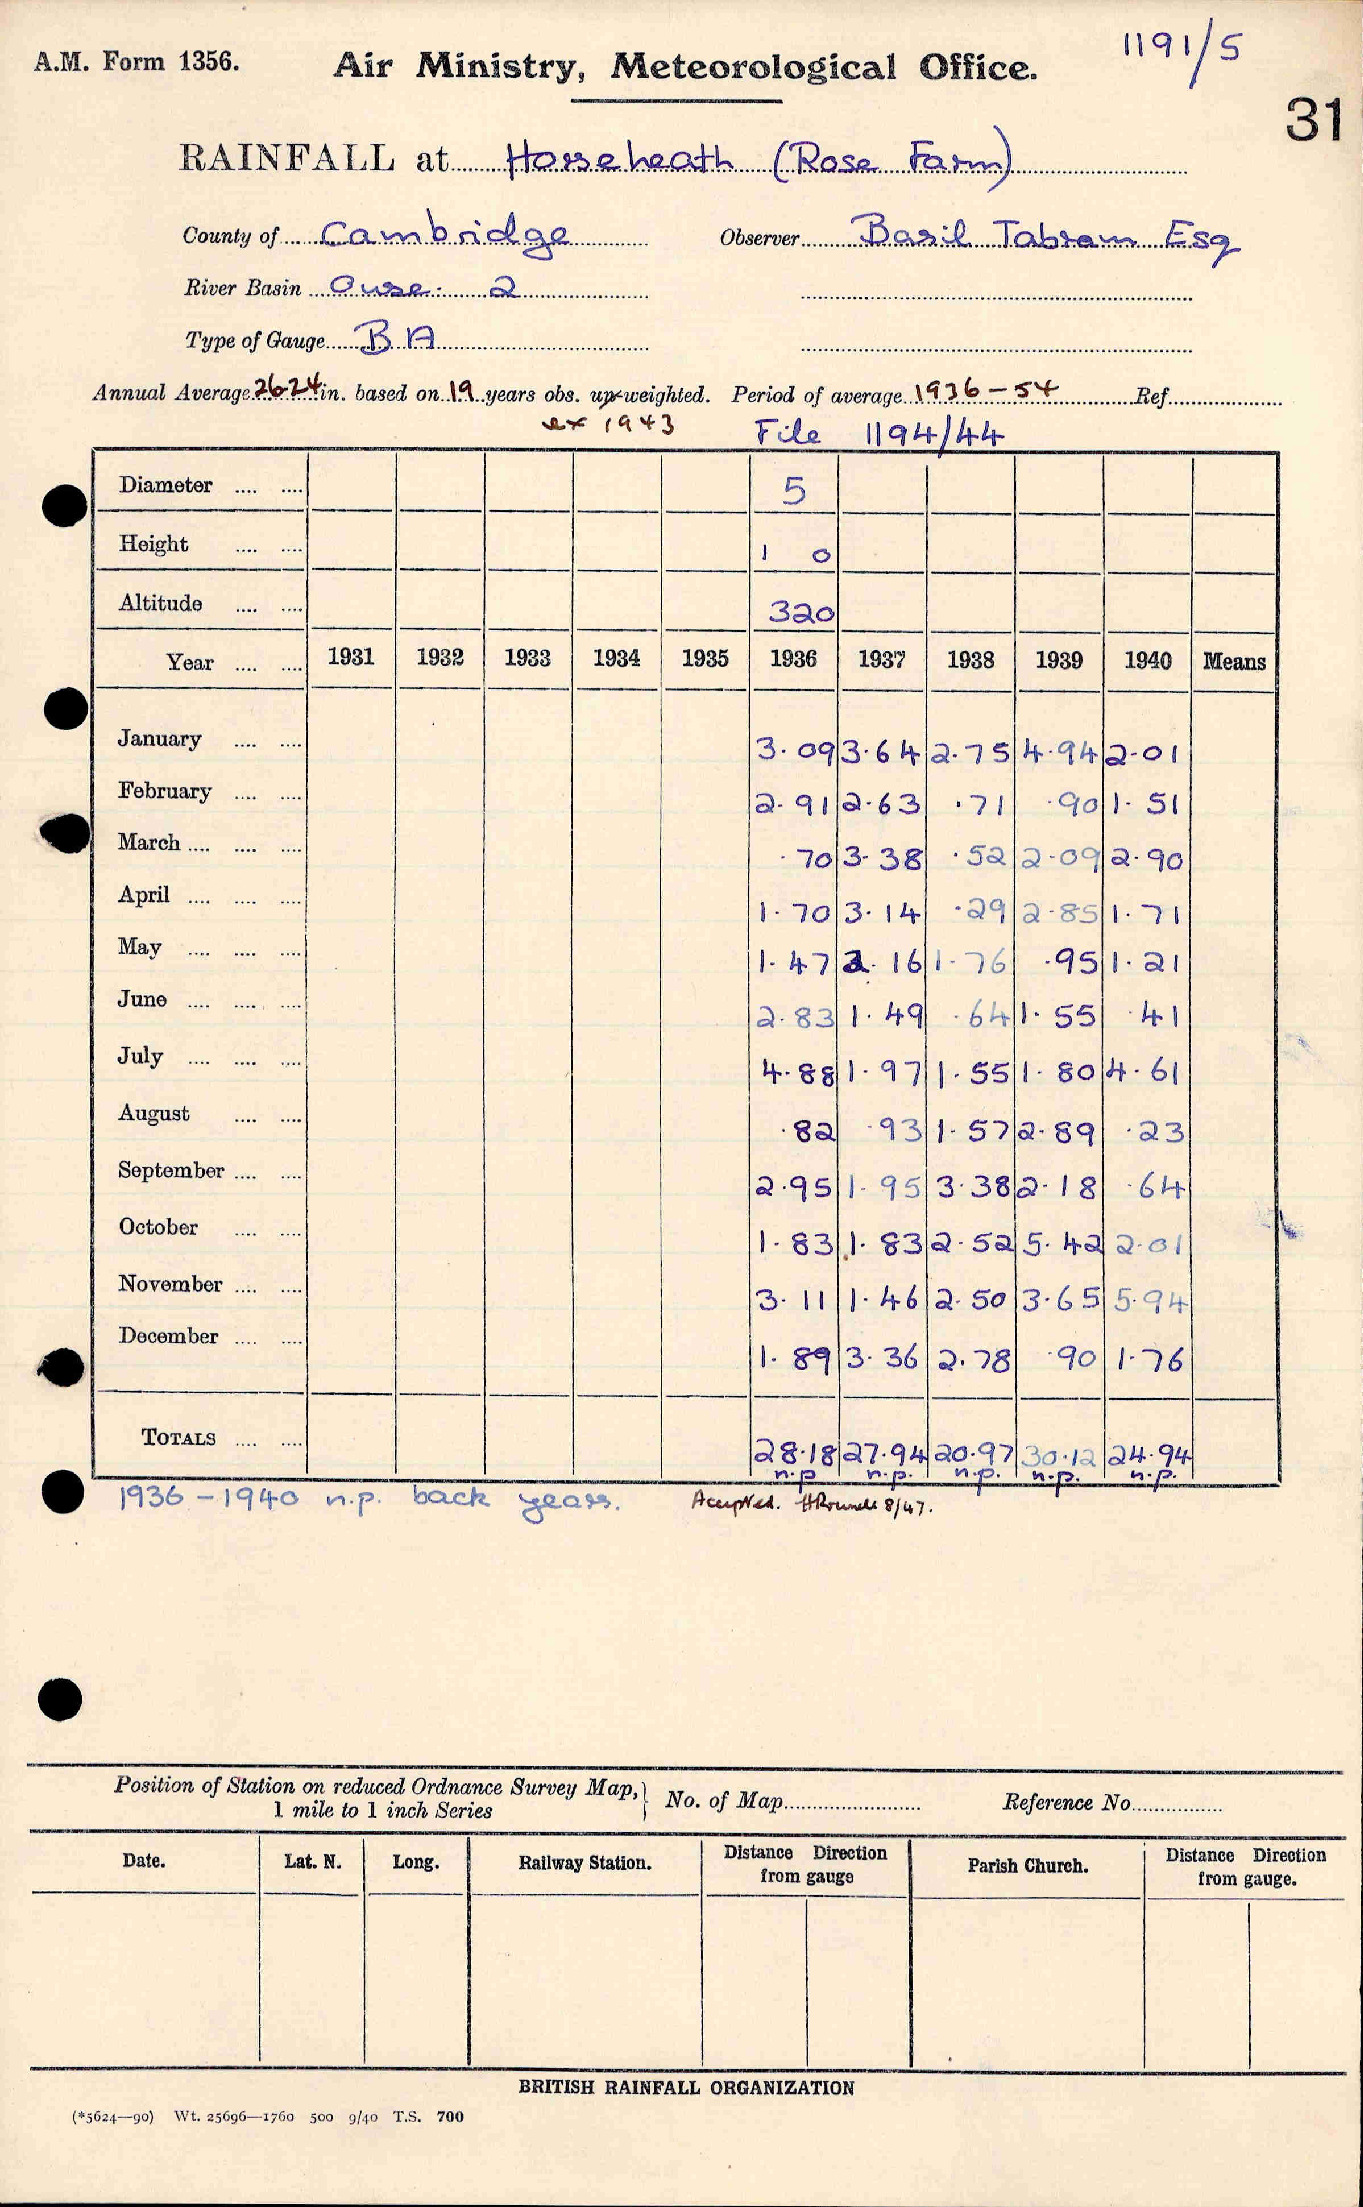 1191/5
A.M. Form 1356. Air Ministry, Meteorological Office.
31
RAINFALL at Horseheath (Rose Farm)
County of Cambridge Observer Basil Tabram Esq
River Basin Ouse. 2
Type of Gauge B A
Annual Average 26.24 in. based on 19 years obs. up-weighted. Period of average 1936 - 54 Ref
ex 1943 File 1194/44
Diameter .... .... 5
Height .... .... 1 0
Altitude .... .... 320
Year .... .... 1931 1932 1933 1934 1935 1936 1937 1938 1939 1940 Means
January .... .... 3.09 3.64 2.75 4.94 2.01
February .... .... 2.91 2.63 .71 .90 1.51
March .... .... .... .70 3.38 .52 2.09 2.90
April .... .... .... 1.70 3.14 .29 2.85 1.71
May .... .... .... 1.47 2.16 1.76 .95 1.21
June .... .... .... 2.83 1.49 .64 1.55 .41
July .... .... .... 4.88 1.97 1.55 1.80 4.61
August .... .... .82 .93 1.57 2.89 .23
September .... .... 2.95 1.95 3.38 2.18 .64
October .... .... 1.83 1.83 2.52 5.42 2.01
November .... .... 3.11 1.46 2.50 3.65 5.94
December .... .... 1.89 3.36 2.78 .90 1.76
TOTALS .... .... 28.18 27.94 20.97 30.12 24.94
n.p n.p. n.p. n.p. n.p.
1936 - 1940 n.p. back years. Accepted. 8/47.
Position of Station on reduced Ordnance Survey Map, No. of Map Reference No
1 mile to 1 inch Series
Date. Lat. N. Long. Railway Station. Distance Direction from gauge Parish Church. Distance Direction from gauge.
BRITISH RAINFALL ORGANIZATION
(*5624—90) Wt. 25696—1760 500 9/40 T.S. 700